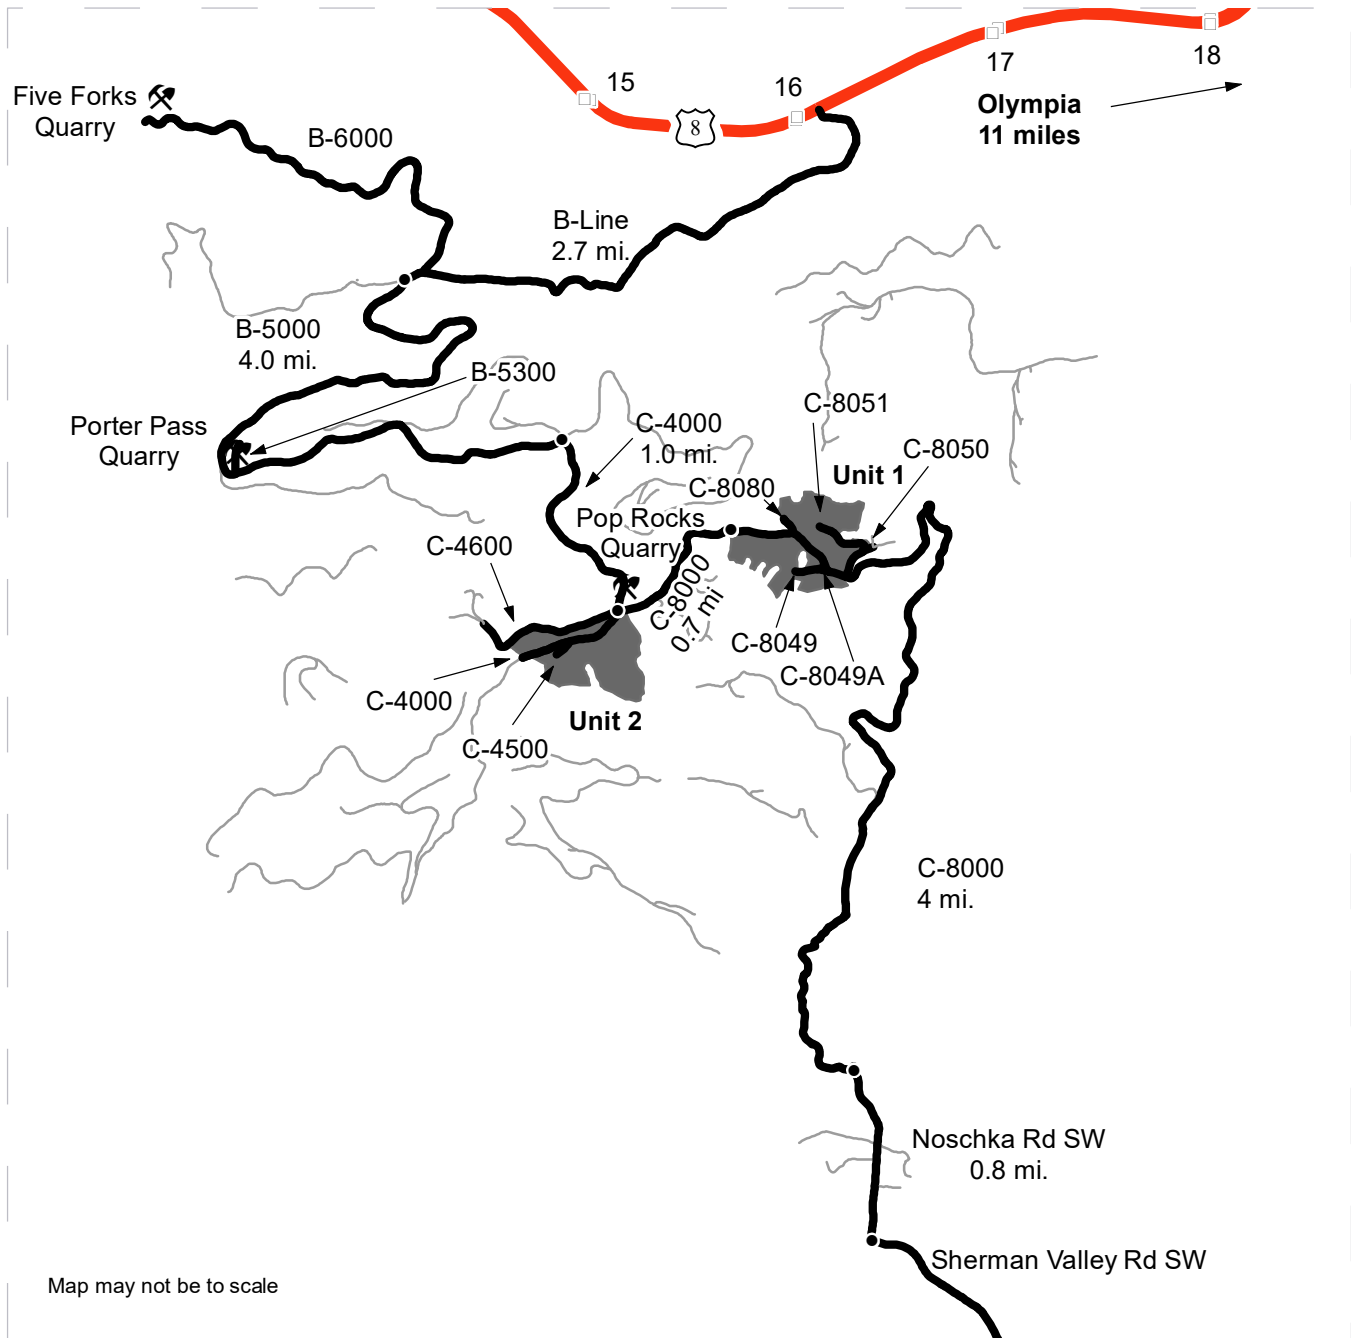 15
16
17
18
8
Olympia
11 miles
Five Forks
Quarry
B-6000
B-Line
2.7 mi.
B-5000
4.0 mi.
B-5300
Porter Pass
Quarry
C-4000
1.0 mi.
C-8051
C-8050
Unit 1
C-8080
Pop Rocks
Quarry
C-4600
C-8000
0.7 mi
C-8049
C-8049A
C-4000
Unit 2
C-4500
C-8000
4 mi.
Noschka Rd SW
0.8 mi.
Sherman Valley Rd SW
Map may not be to scale